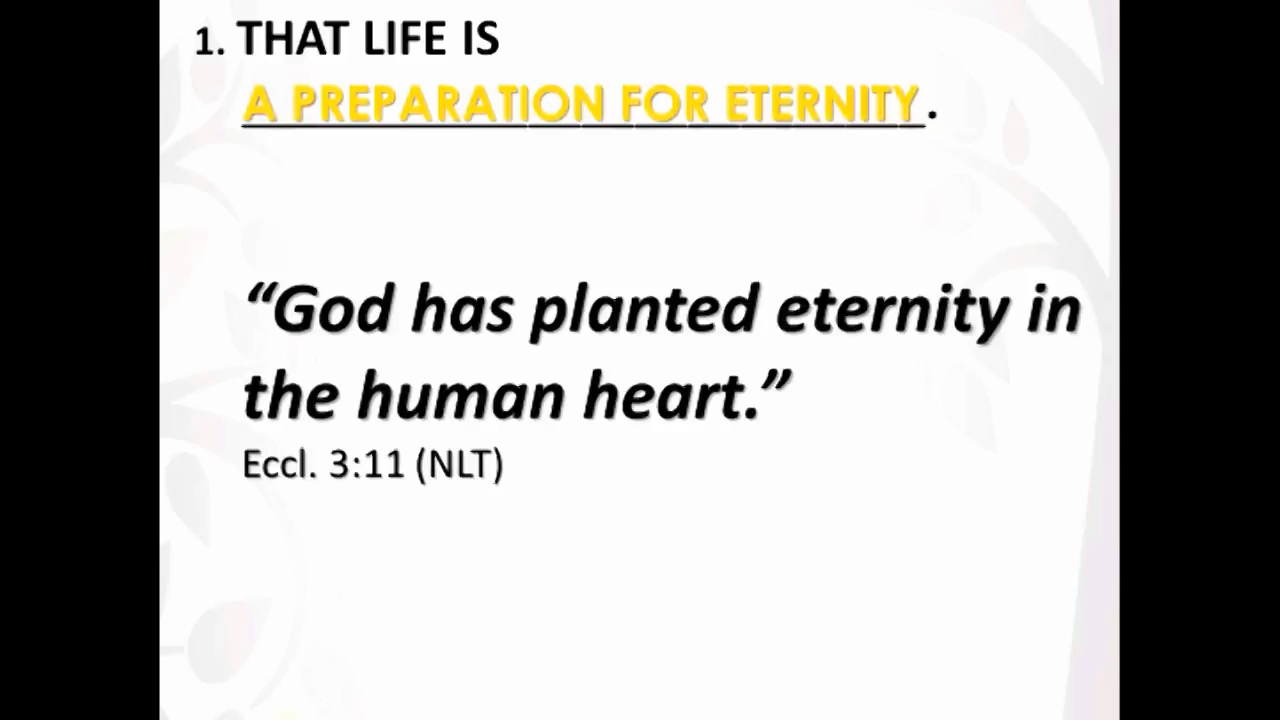 1. THAT LIFE IS
A PREPARATION FOR ETERNITY.
“God has planted eternity in
the human heart.”
Eccl. 3:11 (NLT)